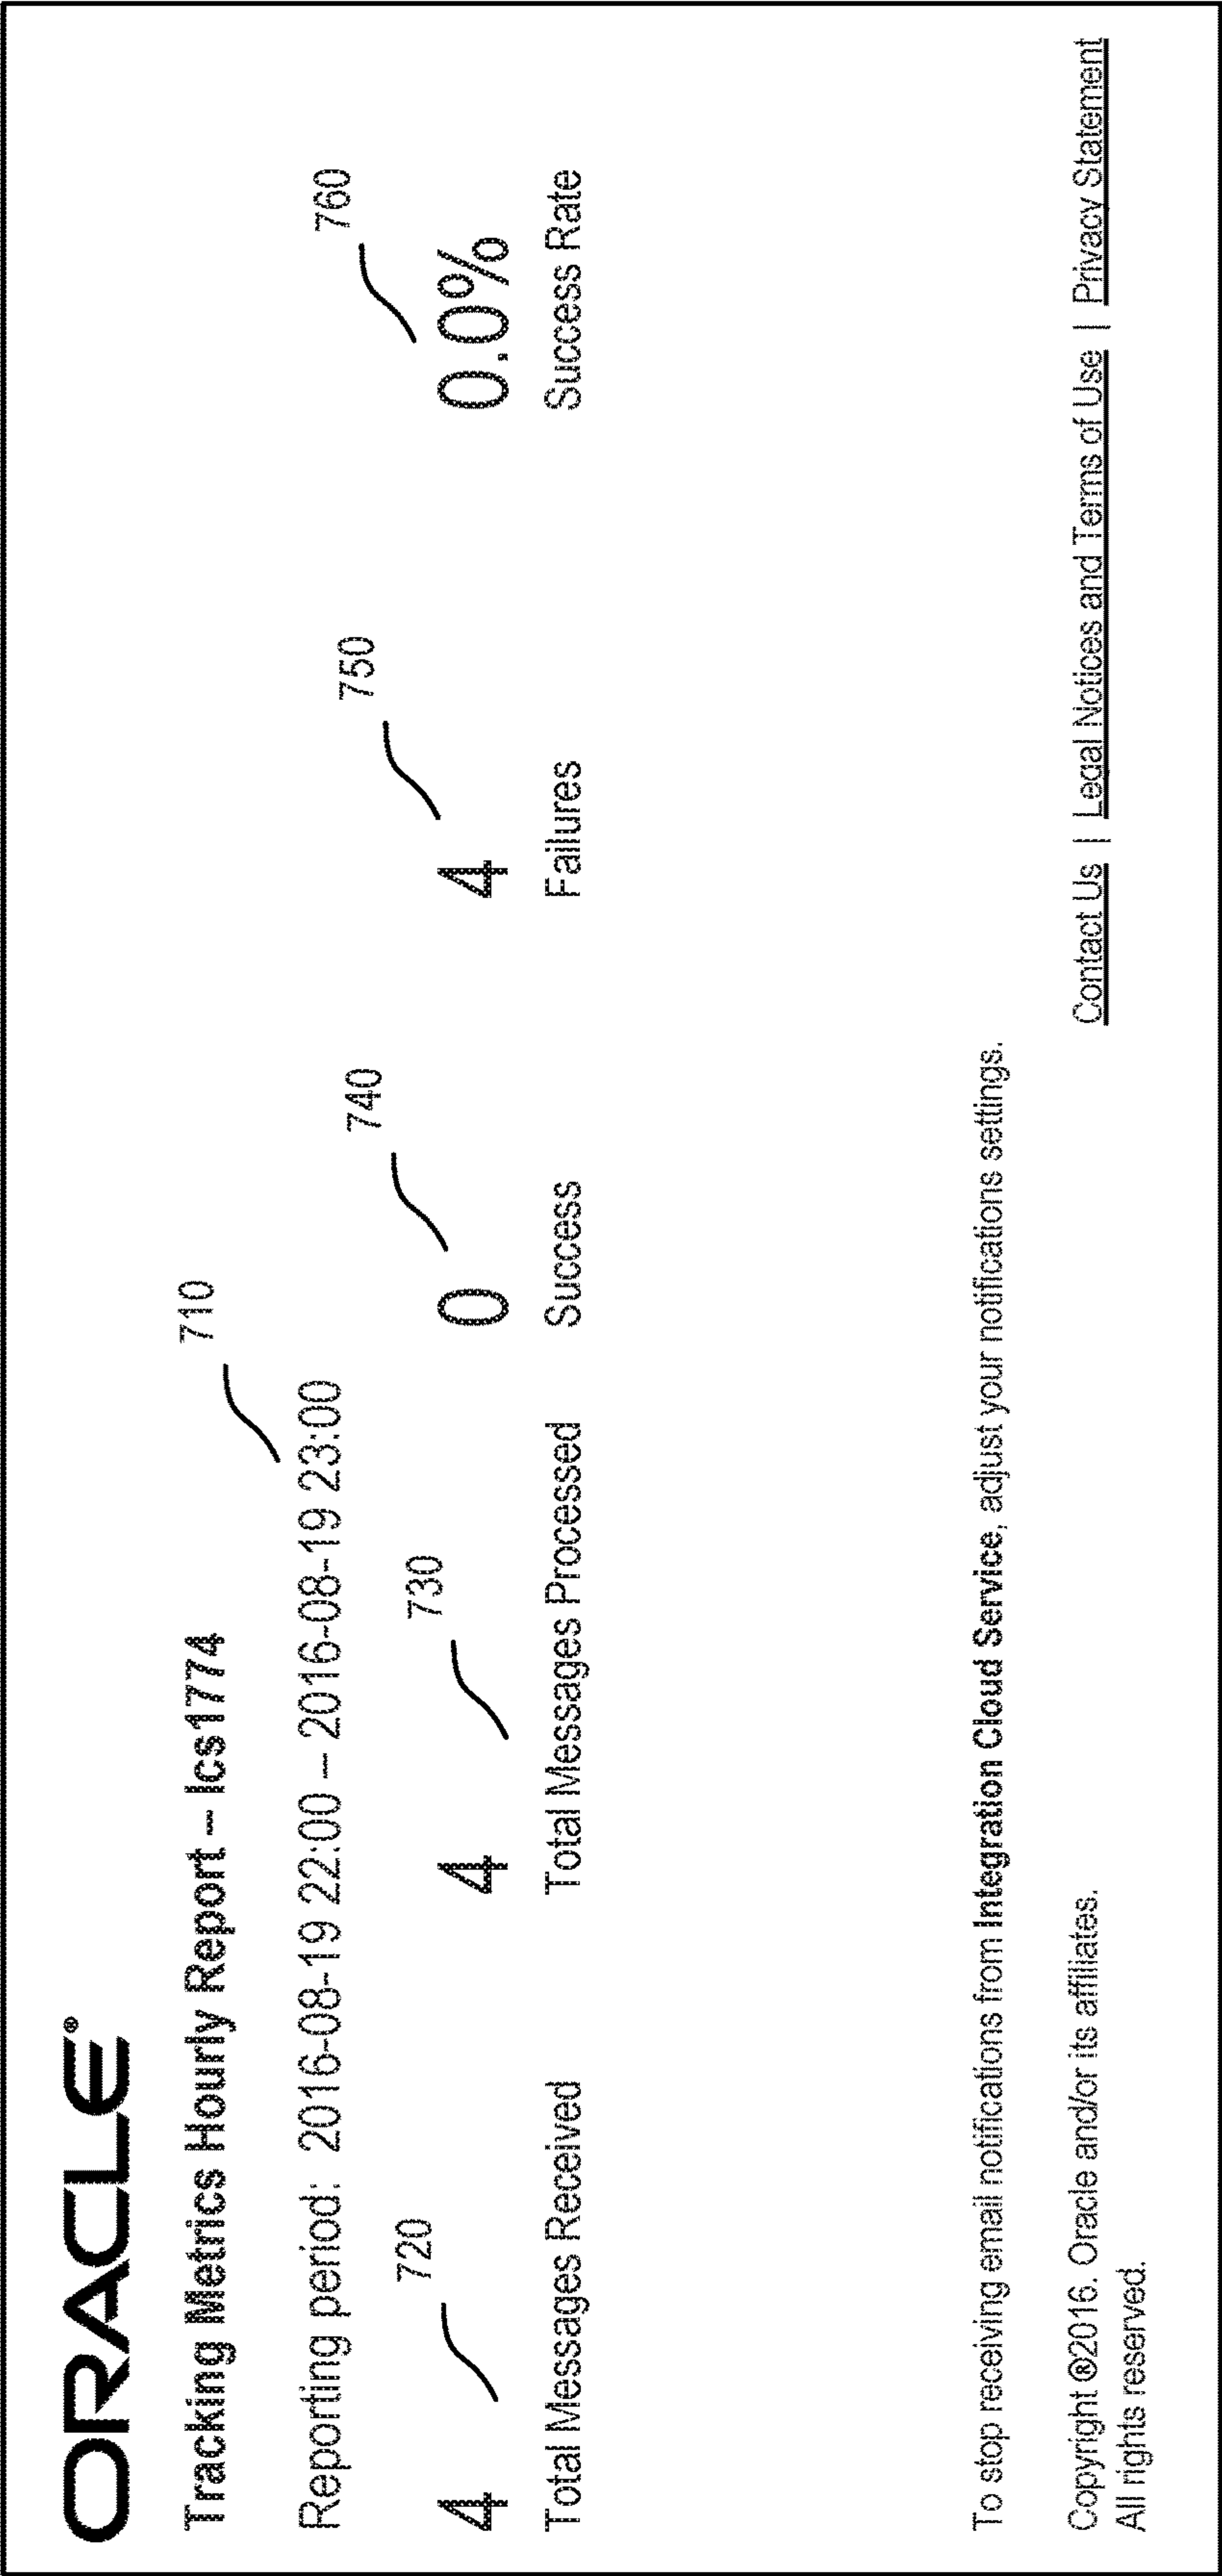 ORACLE®
Tracking Metrics Hourly Report – Ics1774
710
Reporting period: 2016-08-19 22:00 – 2016-08-19 23:00
720
730
740
750
760
4 4 0 4 0.0%
Total Messages Received Total Messages Processed Success Failures Success Rate
To stop receiving email notifications from Integration Cloud Service, adjust your notifications settings.
Contact Us | Legal Notices and Terms of Use | Privacy Statement
Copyright ®2016. Oracle and/or its affiliates.
All rights reserved.